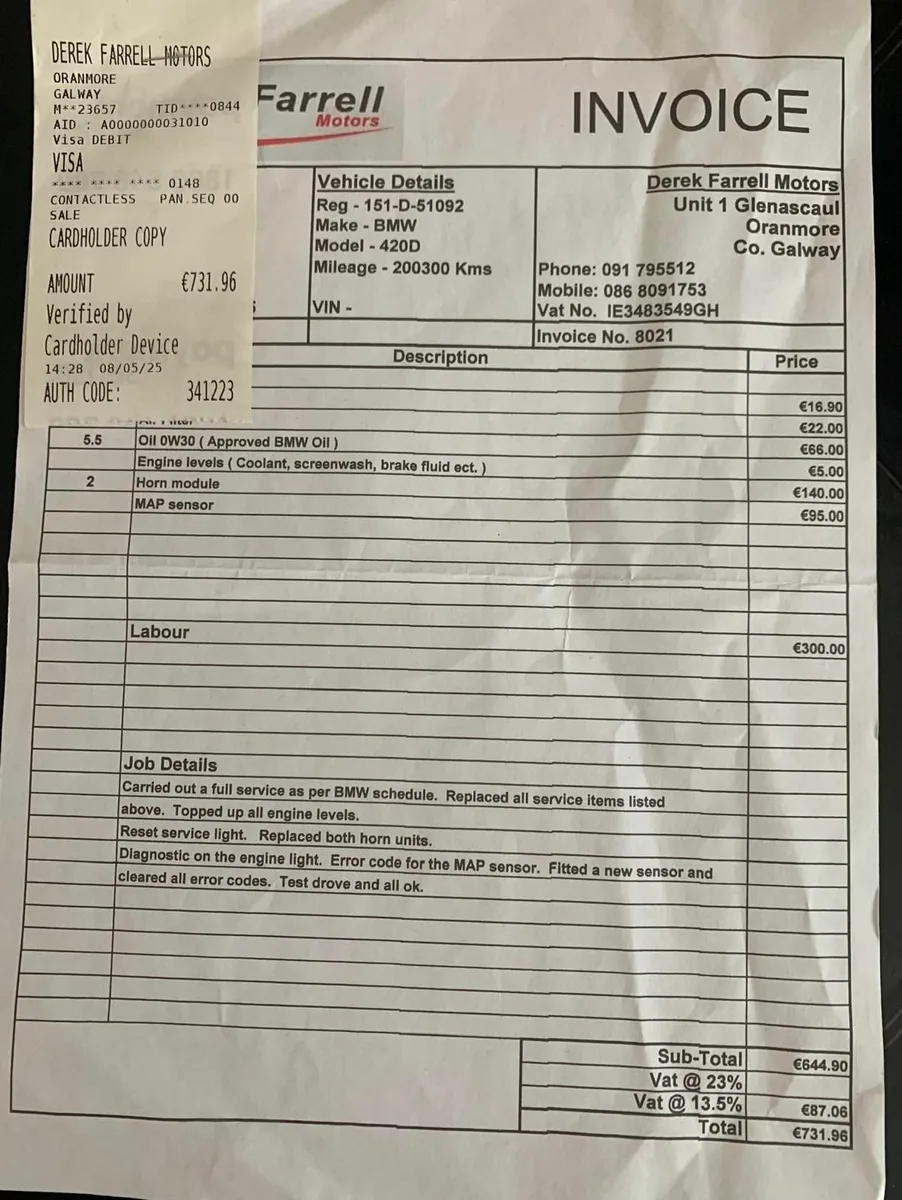 DEREK FARRELL MOTORS
ORANMORE
GALWAY
M**23657 TID****0844
AID : A0000000031010
Visa DEBIT
VISA
**** **** **** 0148
CONTACTLESS PAN.SEQ 00
SALE
CARDHOLDER COPY
AMOUNT €731.96
Verified by
Cardholder Device
14:28 08/05/25
AUTH CODE: 341223
Farrell
Motors
INVOICE
Vehicle Details
Reg - 151-D-51092
Make - BMW
Model - 420D
Mileage - 200300 Kms
VIN -
Derek Farrell Motors
Unit 1 Glenascaul
Oranmore
Co. Galway
Phone: 091 795512
Mobile: 086 8091753
Vat No. IE3483549GH
Invoice No. 8021
Description Price
€16.90
€22.00
5.5 Oil 0W30 ( Approved BMW Oil ) €66.00
Engine levels ( Coolant, screenwash, brake fluid ect. ) €5.00
2 Horn module €140.00
MAP sensor €95.00
Labour €300.00
Job Details
Carried out a full service as per BMW schedule. Replaced all service items listed
above. Topped up all engine levels.
Reset service light. Replaced both horn units.
Diagnostic on the engine light. Error code for the MAP sensor. Fitted a new sensor and
cleared all error codes. Test drove and all ok.
Sub-Total €644.90
Vat @ 23%
Vat @ 13.5% €87.06
Total €731.96